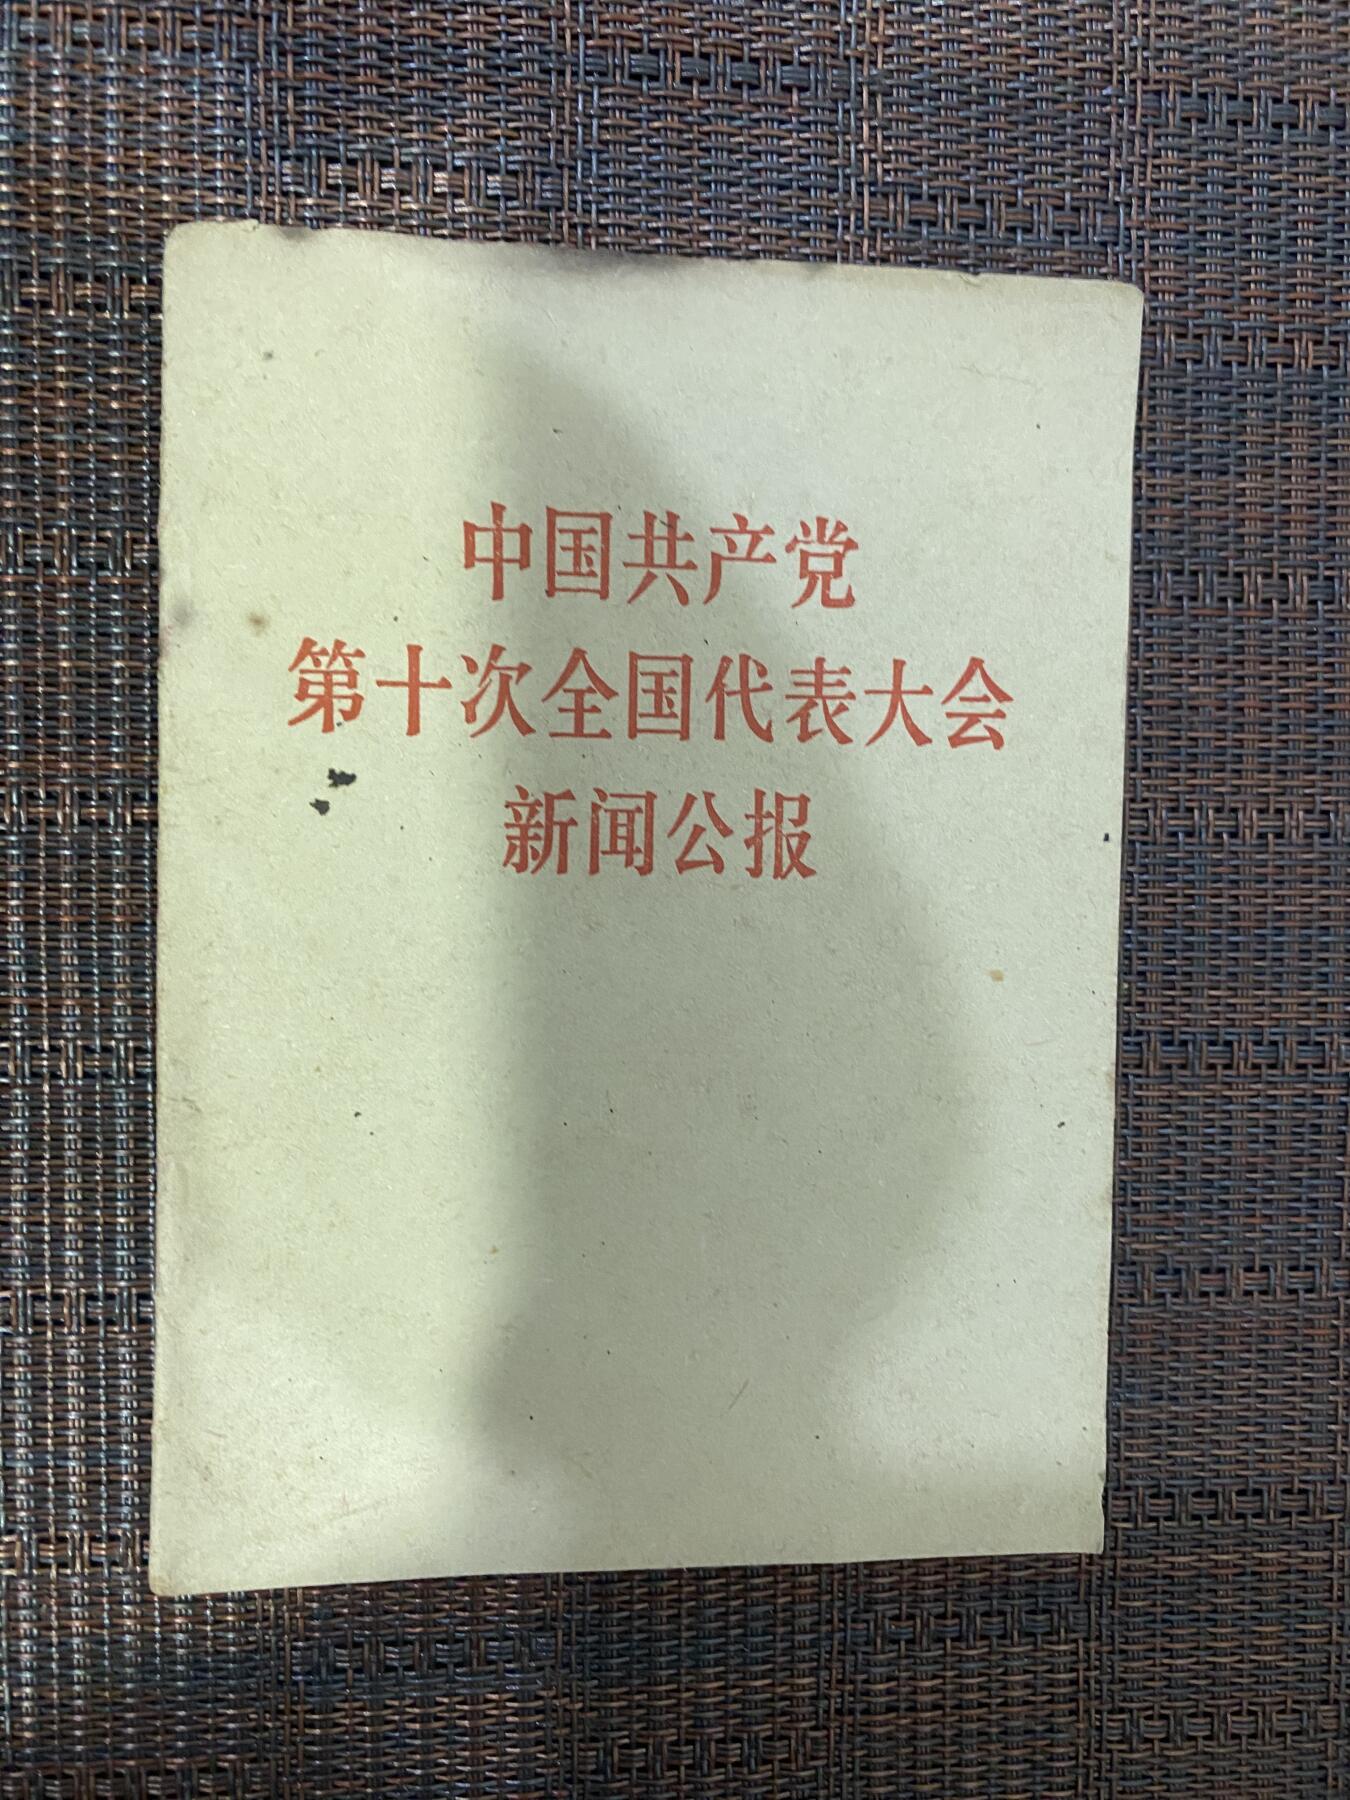 中国共产党
第十次全国代表大会
新闻公报